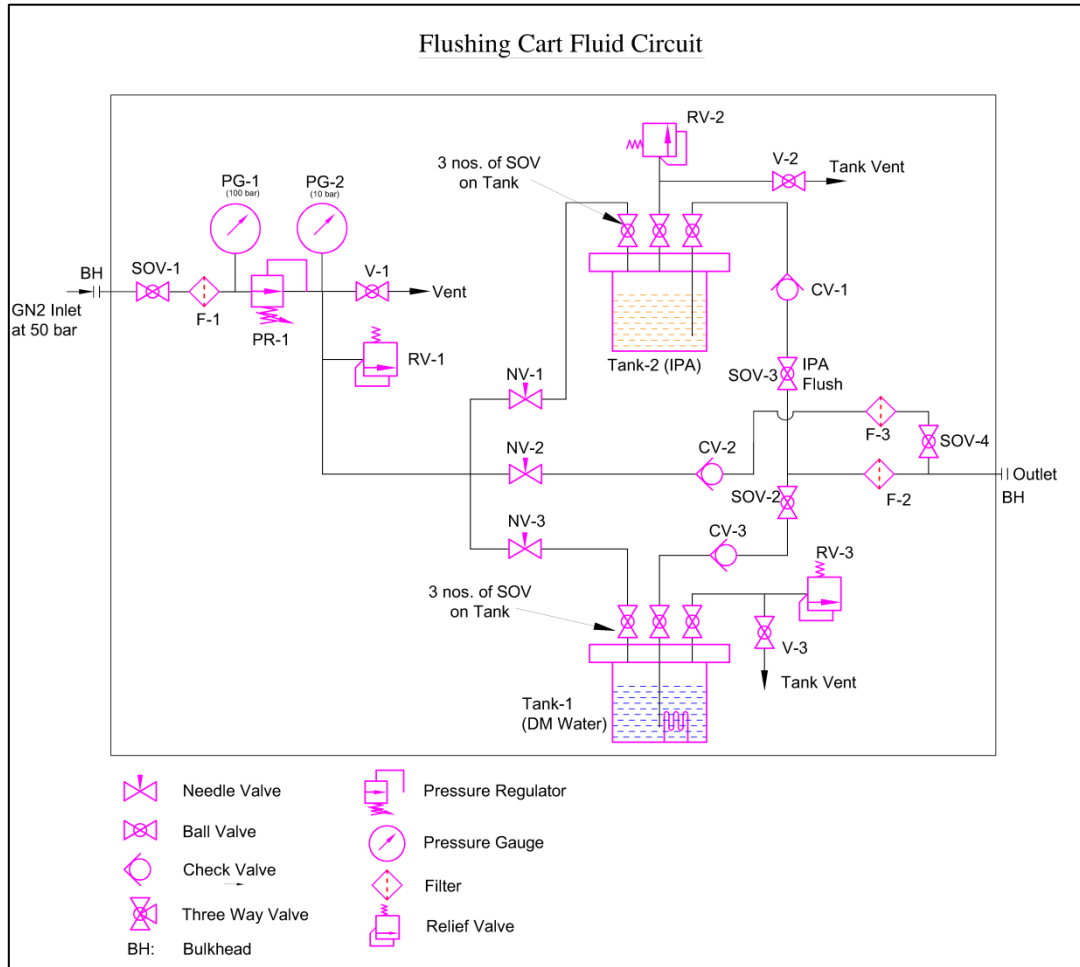 Flushing Cart Fluid Circuit
RV-2
3 nos. of SOV
on Tank
V-2
Tank Vent
PG-1
(100 bar)
PG-2
(10 bar)
BH
SOV-1
V-1
Vent
GN2 Inlet
at 50 bar
F-1
PR-1
RV-1
CV-1
Tank-2 (IPA)
SOV-3
IPA
Flush
NV-1
F-3
SOV-4
NV-2
CV-2
SOV-2
F-2
Outlet
BH
NV-3
CV-3
RV-3
3 nos. of SOV
on Tank
V-3
Tank Vent
Tank-1
(DM Water)
Needle Valve
Pressure Regulator
Ball Valve
Pressure Gauge
Check Valve
Filter
Three Way Valve
Relief Valve
BH:
Bulkhead